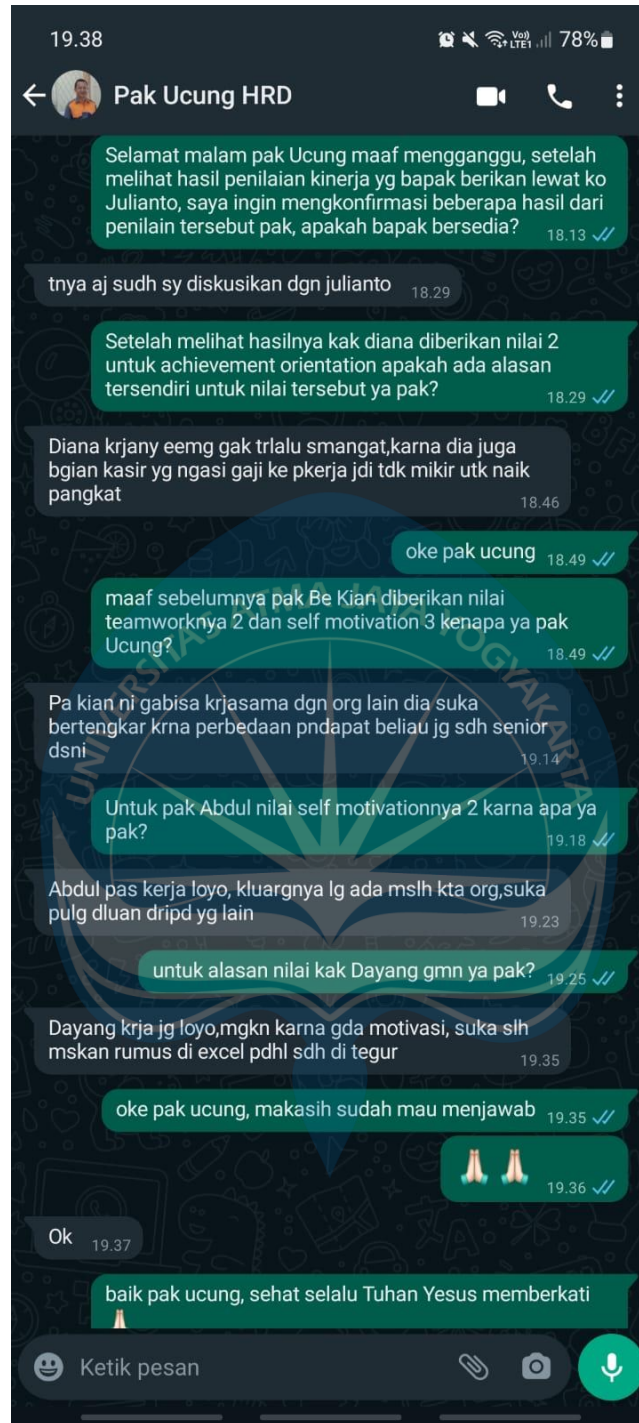 19.38
Vo)) LTE1 78%
Pak Ucung HRD
Selamat malam pak Ucung maaf mengganggu, setelah
melihat hasil penilaian kinerja yg bapak berikan lewat ko
Julianto, saya ingin mengkonfirmasi beberapa hasil dari
penilain tersebut pak, apakah bapak bersedia?
18.13
tnya aj sudh sy diskusikan dgn julianto
18.29
Setelah melihat hasilnya kak diana diberikan nilai 2
untuk achievement orientation apakah ada alasan
tersendiri untuk nilai tersebut ya pak?
18.29
Diana krjany eemg gak trlalu smangat,karna dia juga
bgian kasir yg ngasi gaji ke pkerja jdi tdk mikir utk naik
pangkat
18.46
oke pak ucung
18.49
maaf sebelumnya pak Be Kian diberikan nilai
teamworknya 2 dan self motivation 3 kenapa ya pak
Ucung?
18.49
Pa kian ni gabisa krjasama dgn org lain dia suka
bertengkar krna perbedaan pndapat beliau jg sdh senior
dsni
19.14
Untuk pak Abdul nilai self motivationnya 2 karna apa ya
pak?
19.18
Abdul pas kerja loyo, kluargnya lg ada mslh kta org,suka
pulg dluan dripd yg lain
19.23
untuk alasan nilai kak Dayang gmn ya pak?
19.25
Dayang krja jg loyo,mgkn karna gda motivasi, suka slh
mskan rumus di excel pdhl sdh di tegur
19.35
oke pak ucung, makasih sudah mau menjawab
19.35
🙏🏻 🙏🏻
19.36
Ok
19.37
baik pak ucung, sehat selalu Tuhan Yesus memberkati
🙏🏻
Ketik pesan
UNIVERSITAS ATMA JAYA YOGYAKARTA